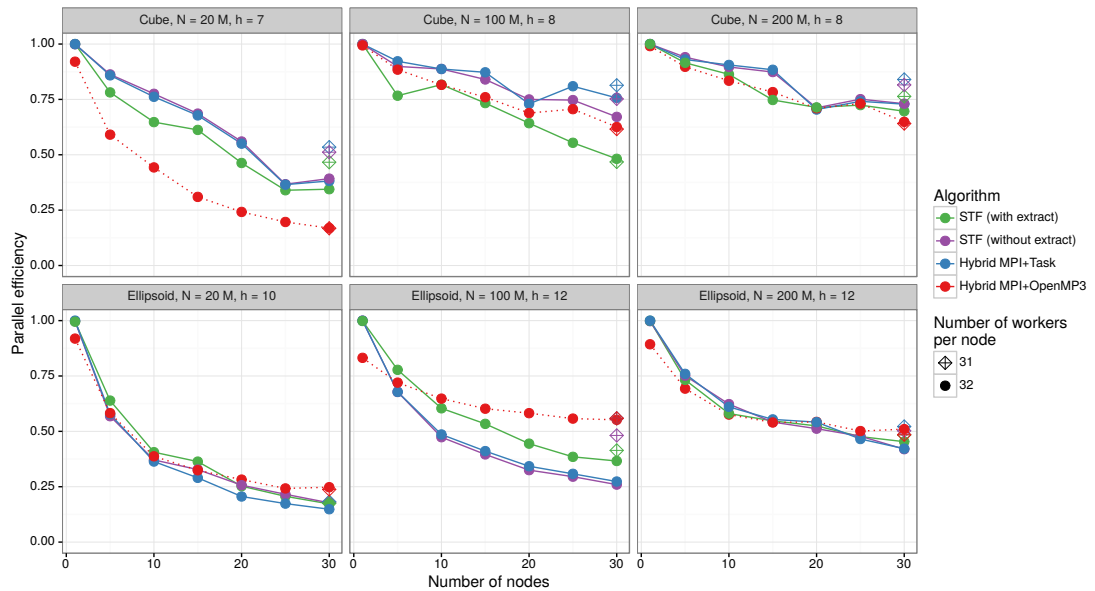 Cube, N = 20 M, h = 7
Cube, N = 100 M, h = 8
Cube, N = 200 M, h = 8
1.00
0.75
0.50
0.25
0.00
Ellipsoid, N = 20 M, h = 10
Ellipsoid, N = 100 M, h = 12
Ellipsoid, N = 200 M, h = 12
1.00
0.75
0.50
0.25
0.00
0 10 20 30
0 10 20 30
0 10 20 30
Parallel efficiency
Number of nodes
Algorithm
STF (with extract)
STF (without extract)
Hybrid MPI+Task
Hybrid MPI+OpenMP3
Number of workers
per node
31
32